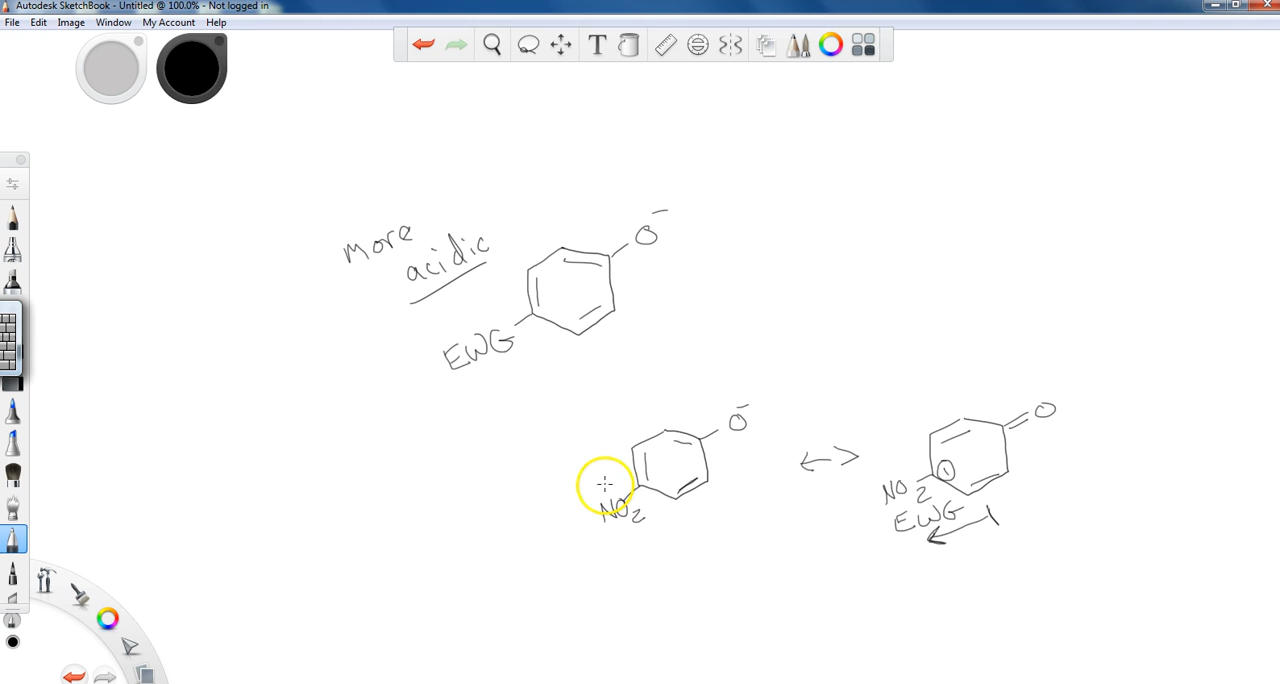 Autodesk SketchBook - Untitled @ 100.0% - Not logged in
File Edit Image Window My Account Help
T
More
acidic
O⁻
EWG
O⁻
NO₂
O
NO₂
EWG